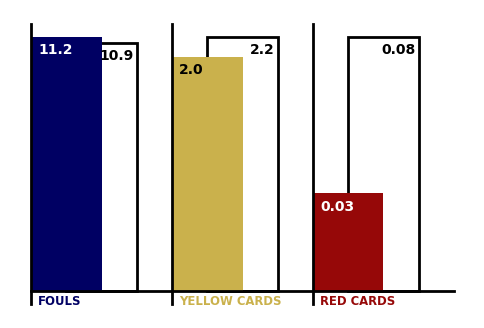 11.2
10.9
2.0
2.2
0.03
0.08
FOULS
YELLOW CARDS
RED CARDS